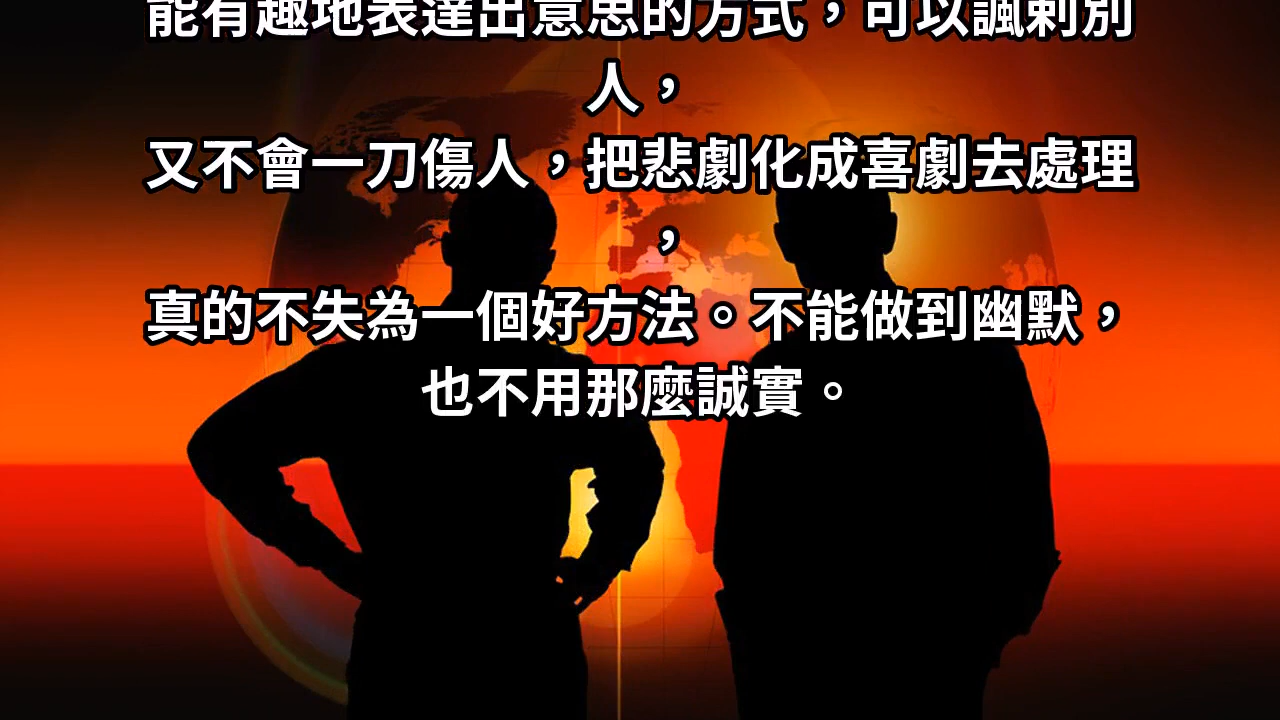 能有趣地表達出意思的方式，可以諷刺別
人，
又不會一刀傷人，把悲劇化成喜劇去處理
，
真的不失為一個好方法。不能做到幽默，
也不用那麼誠實。